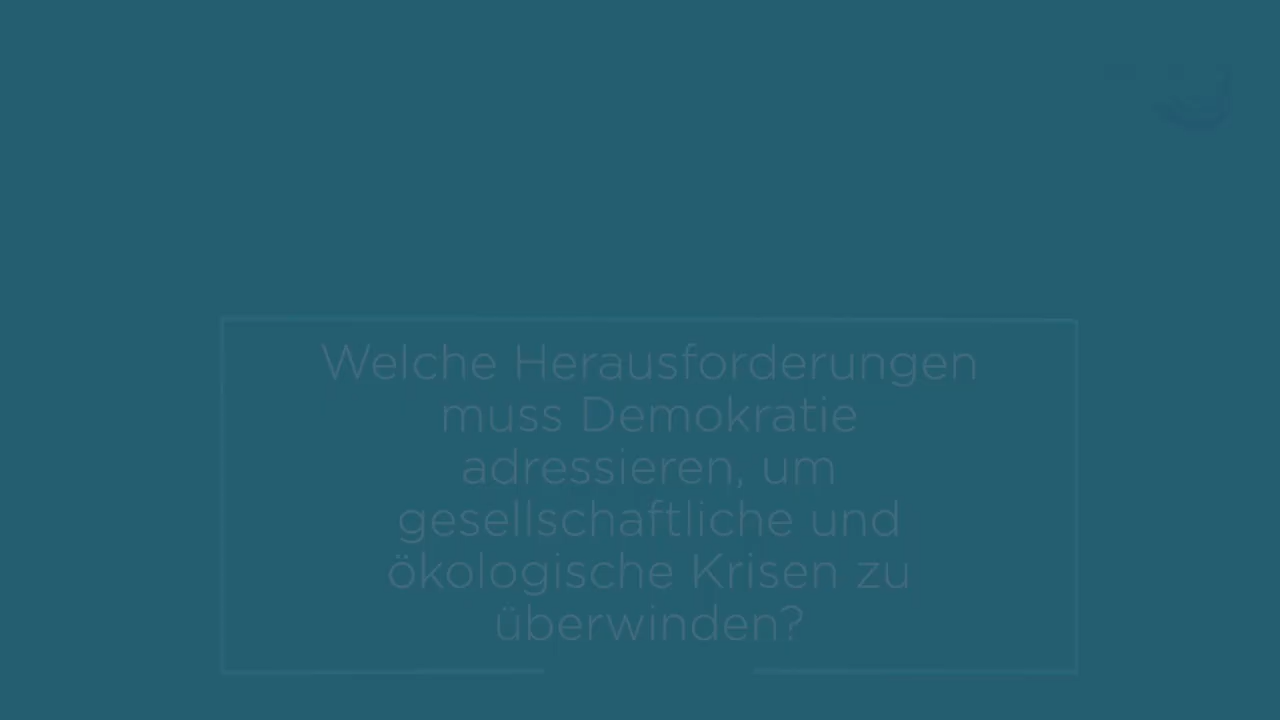 Welche Herausforderungen
muss Demokratie
adressieren, um
gesellschaftliche und
ökologische Krisen zu
überwinden?